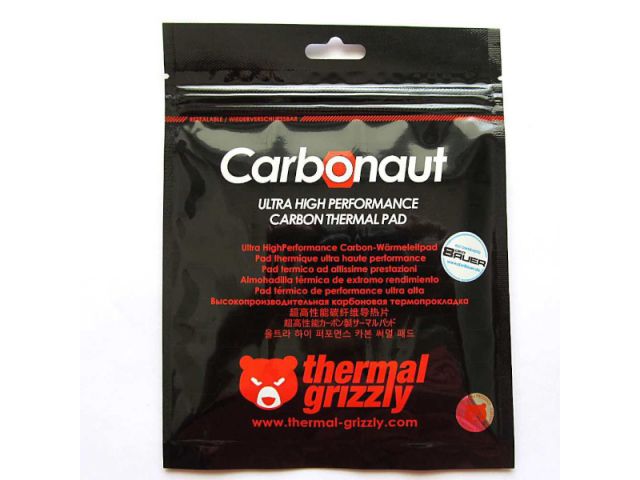 RESEALABLE / WIEDERVERSCHLIESSBAR
Carbonaut
ULTRA HIGH PERFORMANCE
CARBON THERMAL PAD
Ultra HighPerformance Carbon-Wärmeleitpad
Pad thermique ultra haute performance
Pad termico ad altissime prestazioni
Almohadilla térmica de extremo rendimiento
Pad térmico de performance ultra alta
Высокопроизводительная карбоновая термопрокладка
超高性能碳纤维导热片
超高性能カーボン製サーマルパッド
울트라 하이 퍼포먼스 카본 써멀 패드
BAUER
thermal
grizzly
www.thermal-grizzly.com